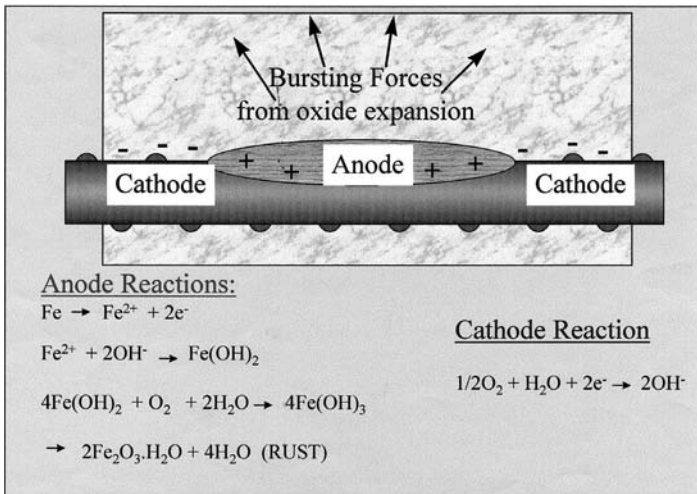 Bursting Forces
from oxide expansion
- - - - - -
Cathode + + Anode + + Cathode
Anode Reactions:
Fe → Fe²⁺ + 2e⁻
Fe²⁺ + 2OH⁻ → Fe(OH)₂
4Fe(OH)₂ + O₂ + 2H₂O → 4Fe(OH)₃
→ 2Fe₂O₃.H₂O + 4H₂O (RUST)
Cathode Reaction
1/2O₂ + H₂O + 2e⁻ → 2OH⁻